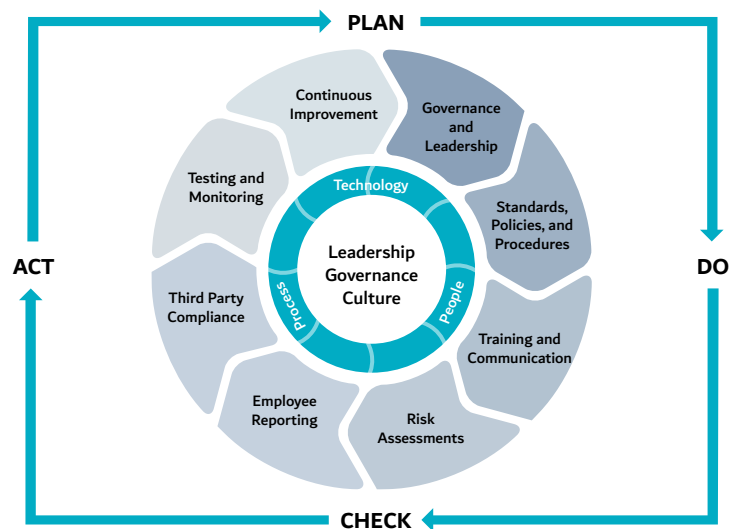 PLAN
Continuous
Improvement
Governance
and
Leadership
Testing and
Monitoring
Technology
Standards,
Policies, and
Procedures
Leadership
Governance
Culture
ACT
DO
Process
People
Third Party
Compliance
Training and
Communication
Employee
Reporting
Risk
Assessments
CHECK